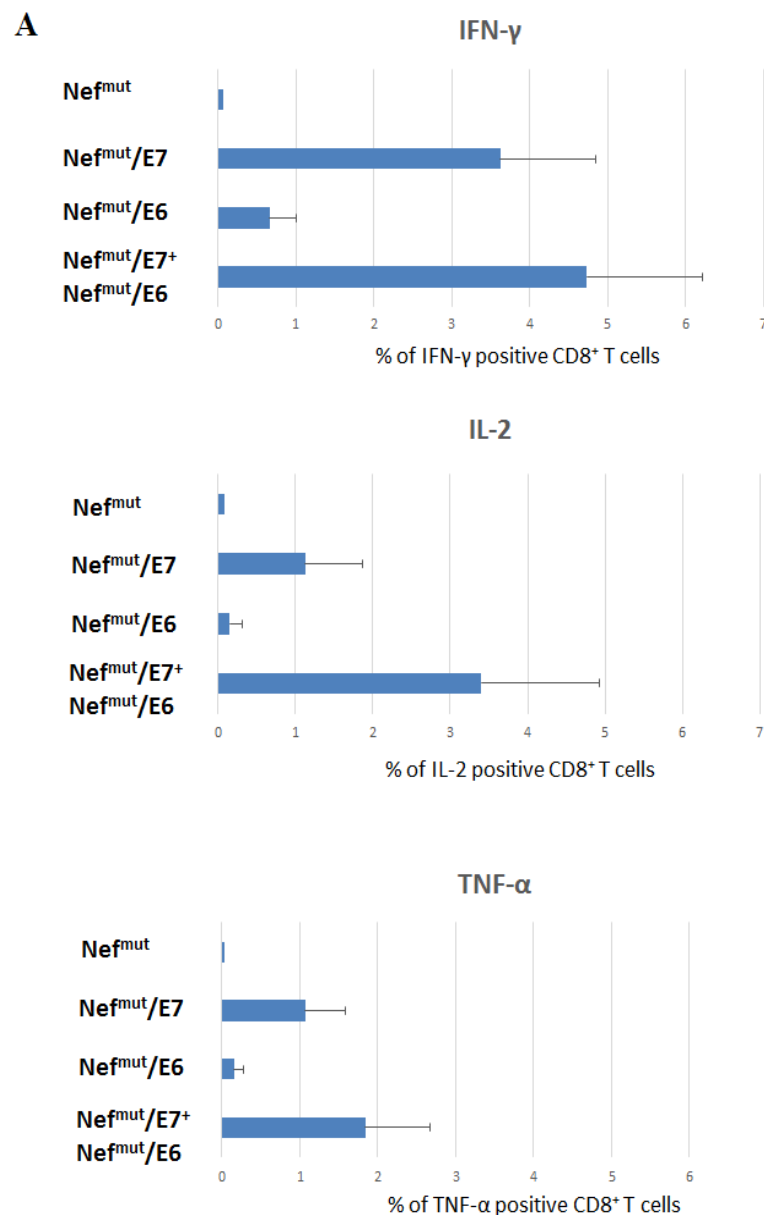 A
IFN-γ
Nefᵐᵘᵗ
Nefᵐᵘᵗ/E7
Nefᵐᵘᵗ/E6
Nefᵐᵘᵗ/E7⁺
Nefᵐᵘᵗ/E6
0 1 2 3 4 5 6 7
% of IFN-γ positive CD8⁺ T cells
IL-2
Nefᵐᵘᵗ
Nefᵐᵘᵗ/E7
Nefᵐᵘᵗ/E6
Nefᵐᵘᵗ/E7⁺
Nefᵐᵘᵗ/E6
0 1 2 3 4 5 6 7
% of IL-2 positive CD8⁺ T cells
TNF-α
Nefᵐᵘᵗ
Nefᵐᵘᵗ/E7
Nefᵐᵘᵗ/E6
Nefᵐᵘᵗ/E7⁺
Nefᵐᵘᵗ/E6
0 1 2 3 4 5 6
% of TNF-α positive CD8⁺ T cells